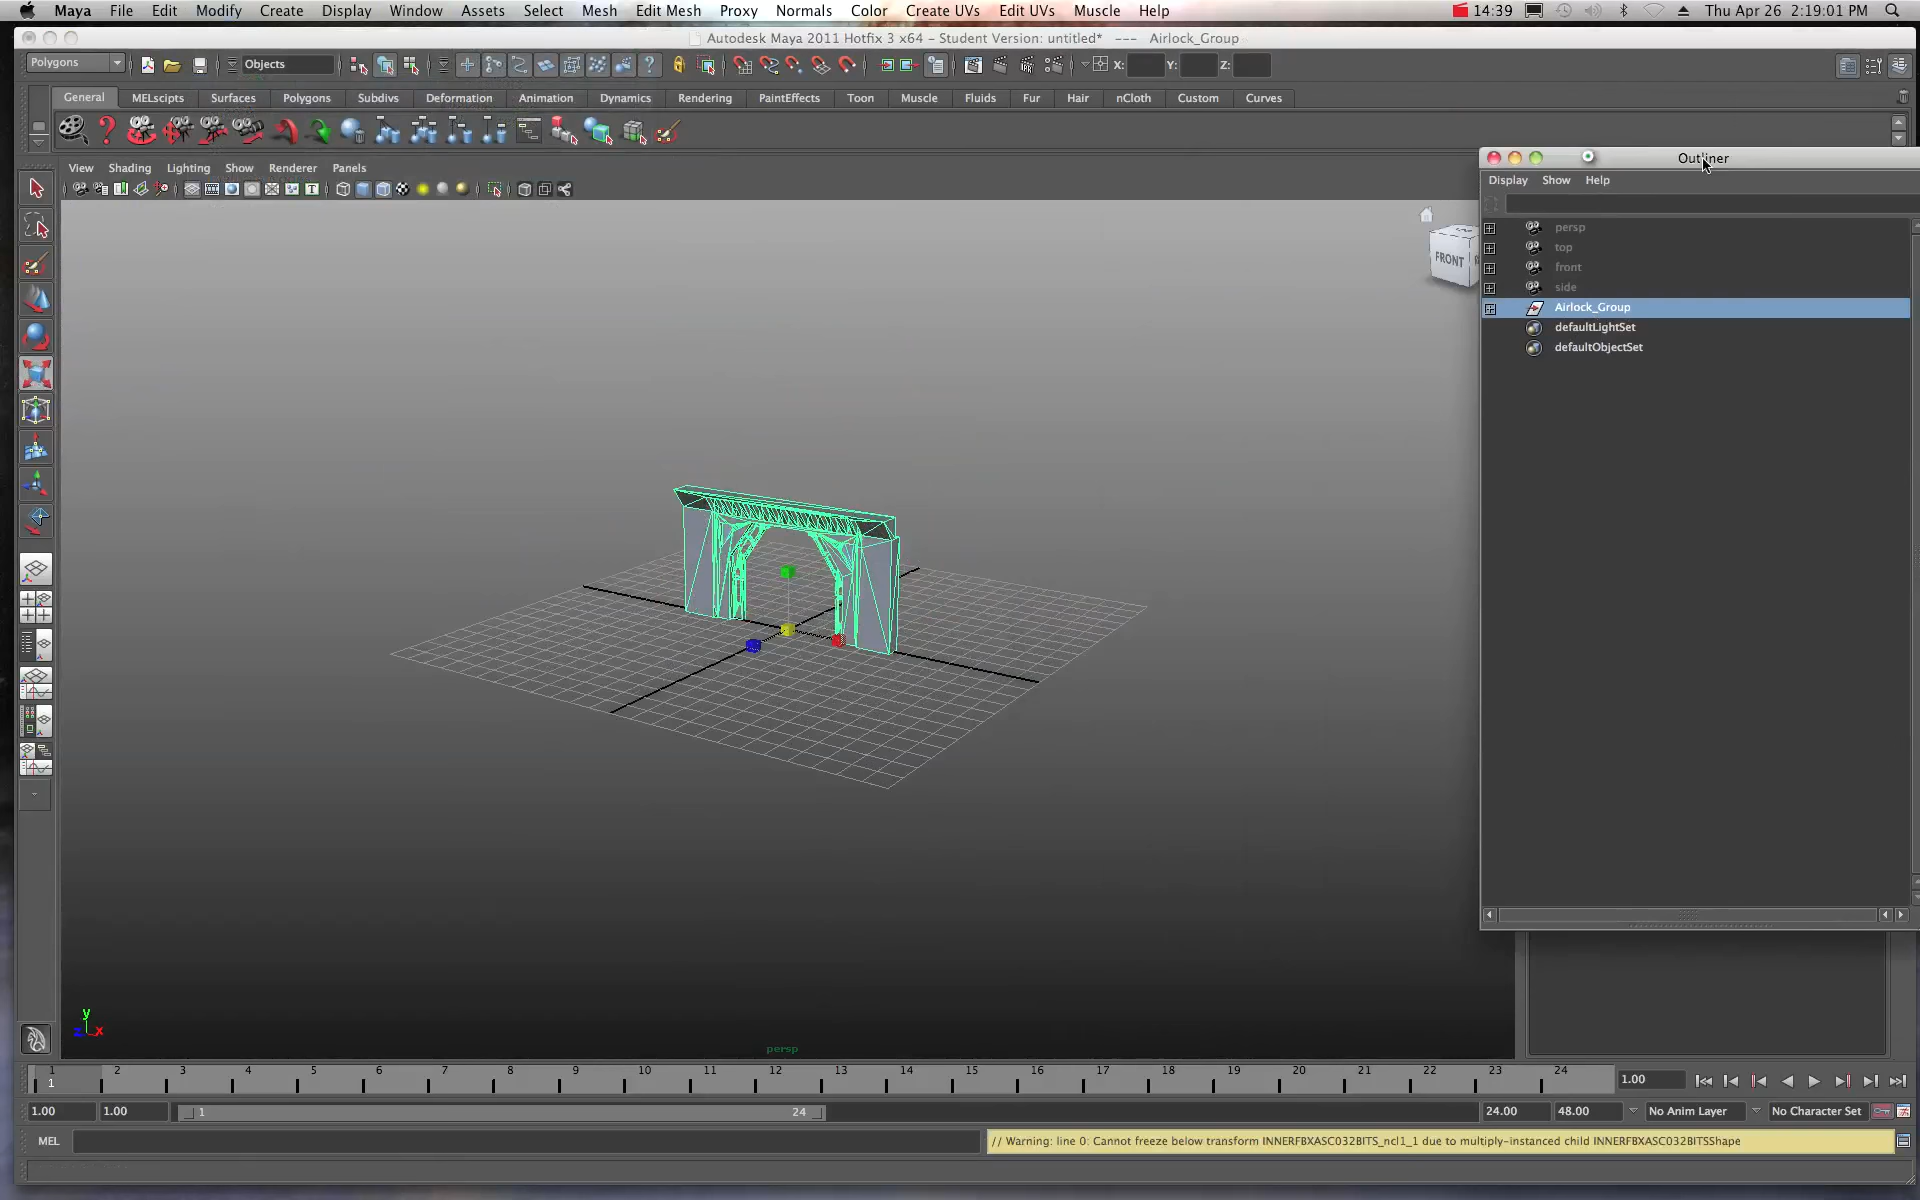 Maya File Edit Modify Create Display Window Assets Select Mesh Edit Mesh Proxy Normals Color Create UVs Edit UVs Muscle Help 14:39 Thu Apr 26 2:19:01 PM
Autodesk Maya 2011 Hotfix 3 x64 - Student Version: untitled* --- Airlock_Group
Polygons Objects X: Y: Z:
General MELscipts Surfaces Polygons Subdivs Deformation Animation Dynamics Rendering PaintEffects Toon Muscle Fluids Fur Hair nCloth Custom Curves
View Shading Lighting Show Renderer Panels
Outliner
Display Show Help
persp
top
front
side
Airlock_Group
defaultLightSet
defaultObjectSet
FRONT
y
z x
persp
1 2 3 4 5 6 7 8 9 10 11 12 13 14 15 16 17 18 19 20 21 22 23 24
1 1.00
1.00 1.00 1 24 24.00 48.00 No Anim Layer No Character Set
MEL // Warning: line 0: Cannot freeze below transform INNERFBXASC032BITS_ncl1_1 due to multiply-instanced child INNERFBXASC032BITSShape